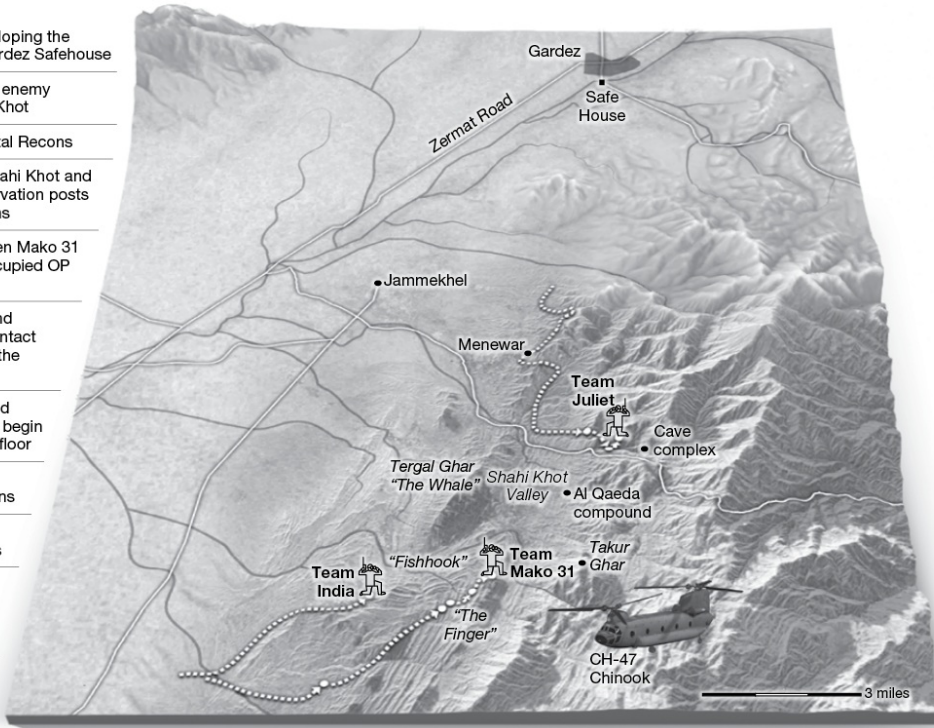 loping the
rdez Safehouse
enemy
Khot
tal Recons
ahi Khot and
vation posts
ns
en Mako 31
cupied OP
nd
ntact
the
d
begin
floor
ns
s
Gardez
Safe
House
Zermat Road
Jammekhel
Menewar
Team
Juliet
Cave
complex
Tergal Ghar
“The Whale”
Shahi Khot
Valley
Al Qaeda
compound
“Fishhook”
Team
Mako 31
Takur
Ghar
Team
India
“The
Finger”
CH-47
Chinook
3 miles